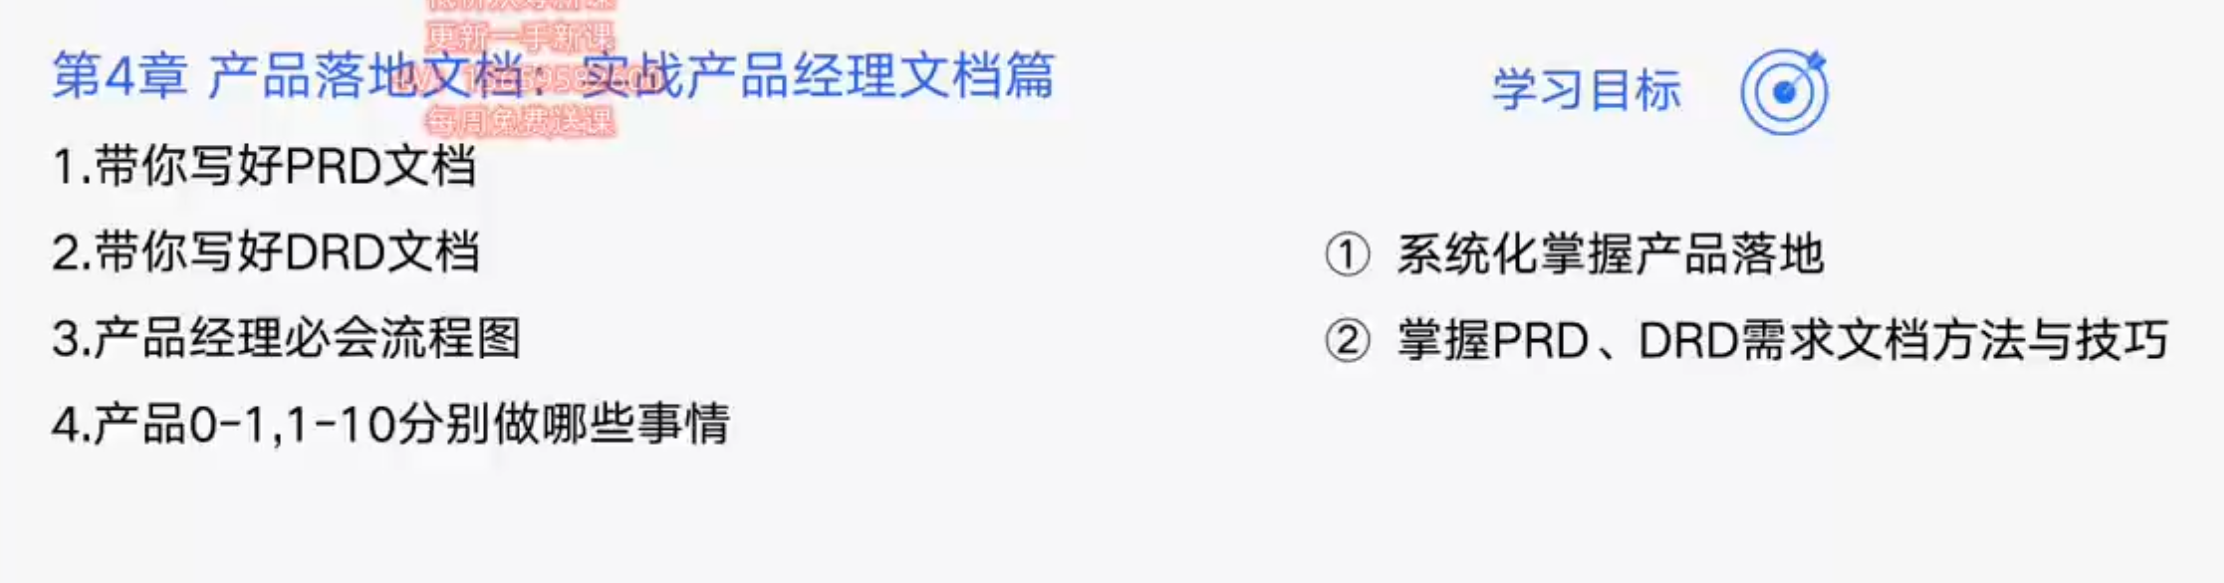 更新一手新课
第4章 产品落地文档：实战产品经理文档篇
每周免费送课
1.带你写好PRD文档
2.带你写好DRD文档
3.产品经理必会流程图
4.产品0-1,1-10分别做哪些事情
学习目标
① 系统化掌握产品落地
② 掌握PRD、DRD需求文档方法与技巧